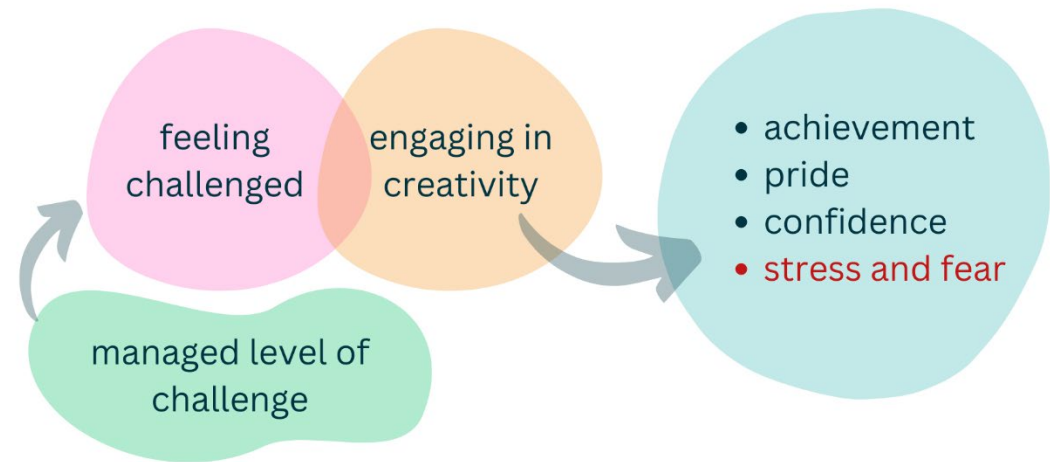 feeling
challenged
engaging in
creativity
• achievement
• pride
• confidence
• stress and fear
managed level of
challenge